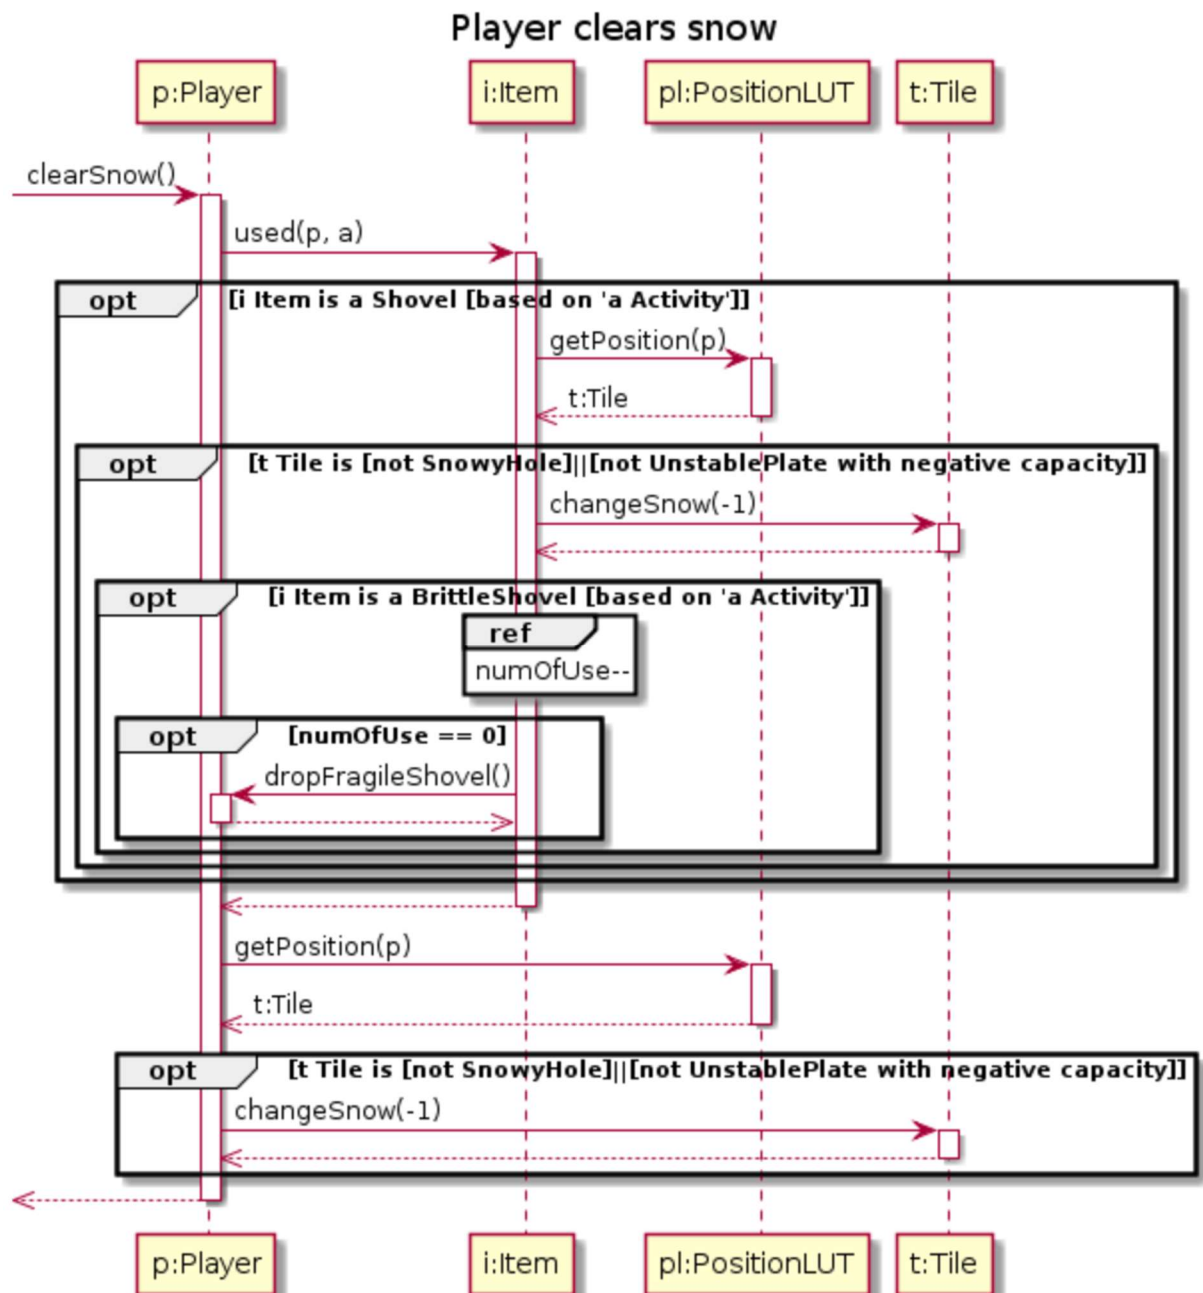 Player clears snow
p:Player i:Item pl:PositionLUT t:Tile
clearSnow()
used(p, a)
opt [i Item is a Shovel [based on 'a Activity']]
getPosition(p)
t:Tile
opt [t Tile is [not SnowyHole]||[not UnstablePlate with negative capacity]]
changeSnow(-1)
opt [i Item is a BrittleShovel [based on 'a Activity']]
ref
numOfUse--
opt [numOfUse == 0]
dropFragileShovel()
getPosition(p)
t:Tile
opt [t Tile is [not SnowyHole]||[not UnstablePlate with negative capacity]]
changeSnow(-1)
p:Player i:Item pl:PositionLUT t:Tile